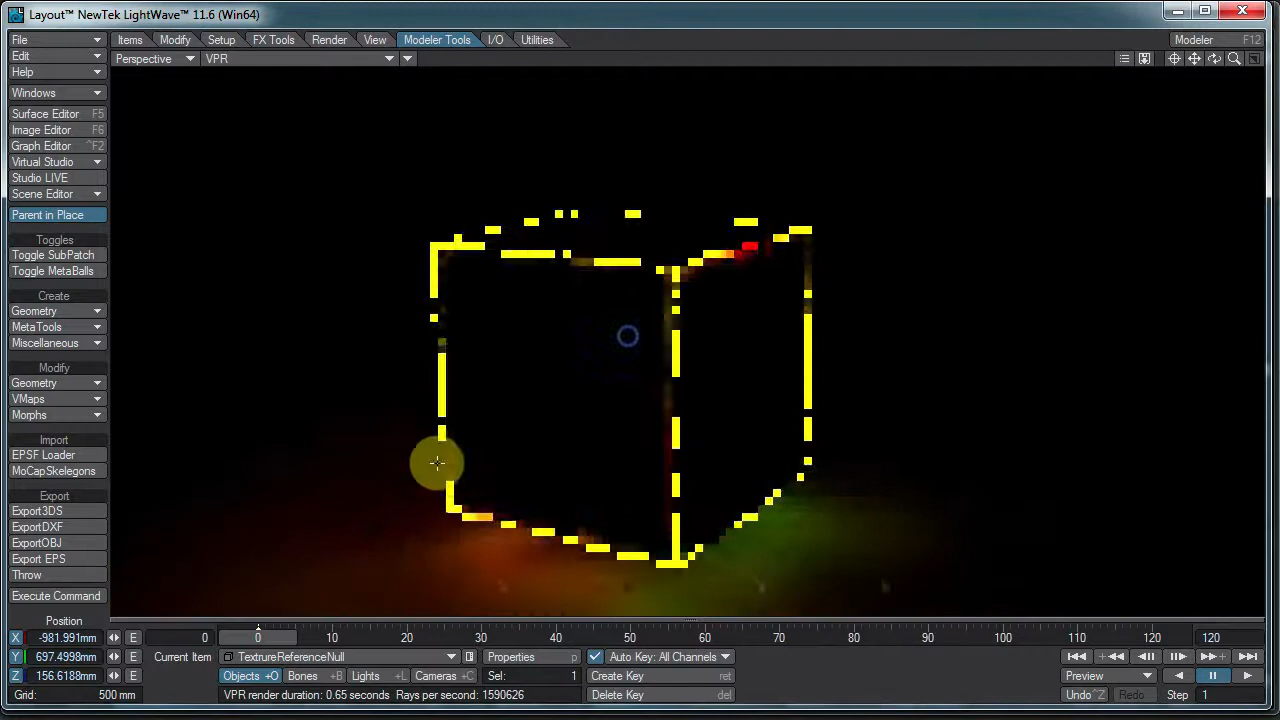 Layout™ NewTek LightWave™ 11.6 (Win64)
File Items Modify Setup FX Tools Render View Modeler Tools I/O Utilities Modeler F12
Edit
Perspective VPR
Help
Windows
Surface Editor F5
Image Editor F6
Graph Editor ^F2
Virtual Studio
Studio LIVE
Scene Editor
Parent in Place
Toggles
Toggle SubPatch
Toggle MetaBalls
Create
Geometry
MetaTools
Miscellaneous
Modify
Geometry
VMaps
Morphs
Import
EPSF Loader
MoCapSkelegons
Export
Export3DS
ExportDXF
ExportOBJ
Export EPS
Throw
Execute Command
Position
X -981.991mm E 0 0 10 20 30 40 50 60 70 80 90 100 110 120 120
Y 697.4998mm E Current Item TextrureReferenceNull Properties p Auto Key: All Channels
Z 156.6188mm E Objects +O Bones +B Lights +L Cameras +C Sel: 1 Create Key ret Preview
Grid: 500 mm VPR render duration: 0.65 seconds Rays per second: 1590626 Delete Key del Undo ^Z Redo Step 1